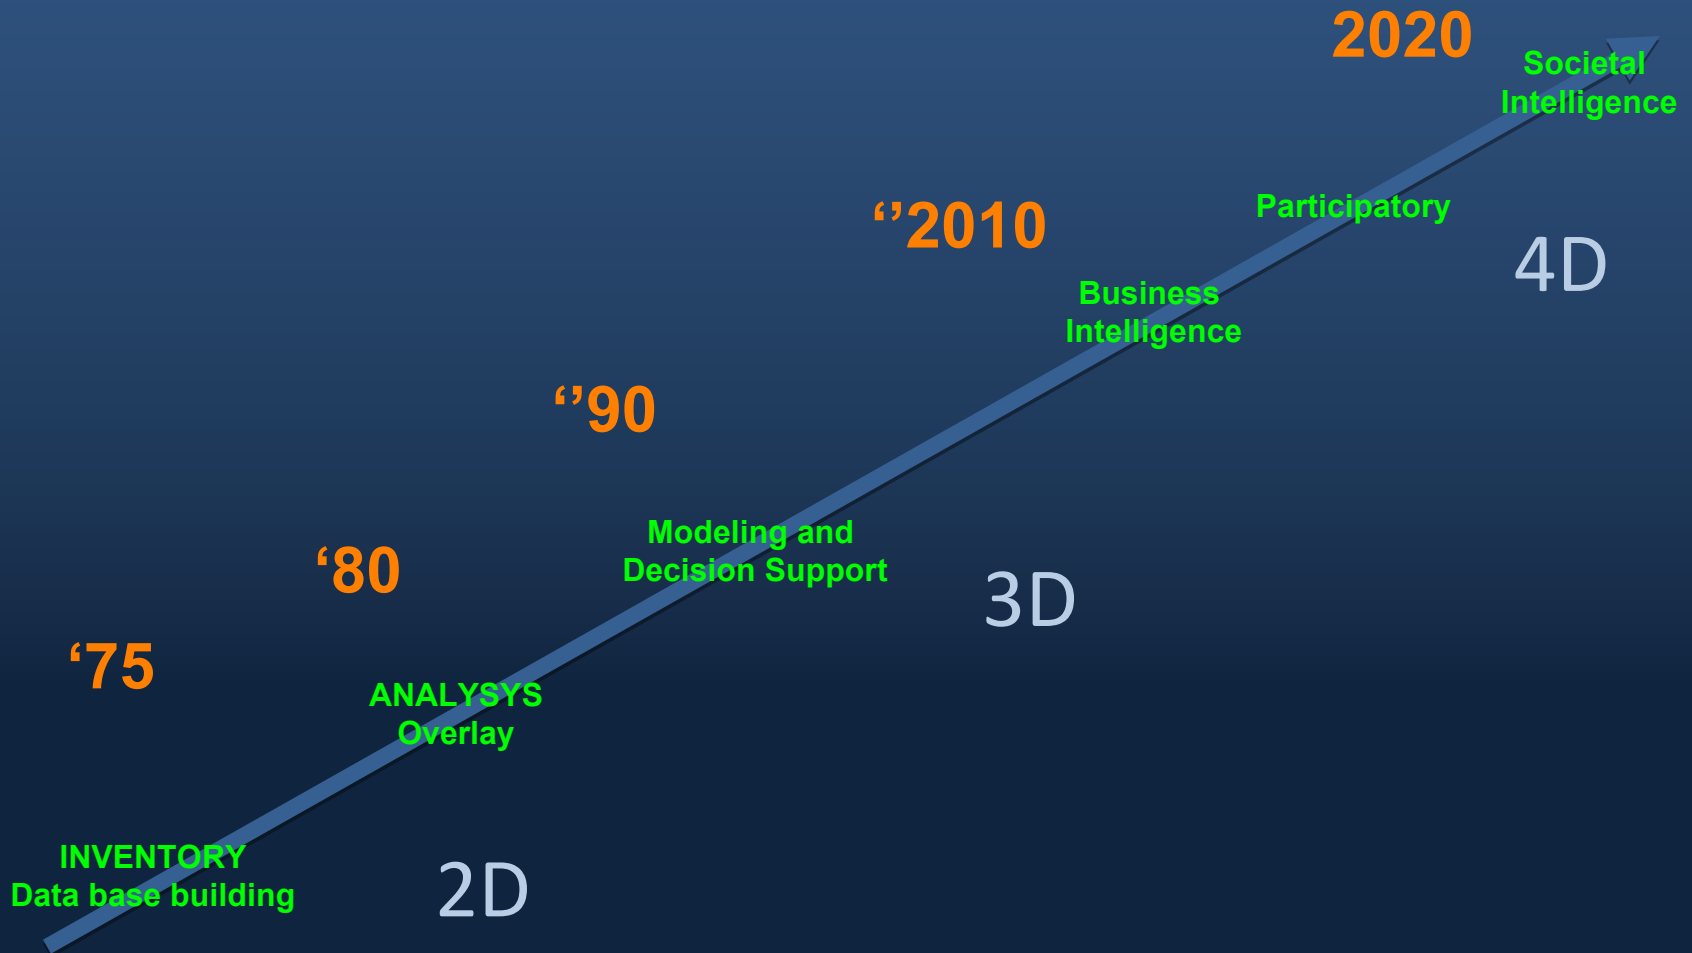 2020
Societal
Intelligence
‘’2010
Participatory
4D
Business
Intelligence
‘’90
Modeling and
Decision Support
3D
‘80
‘75
ANALYSYS
Overlay
INVENTORY
Data base building
2D